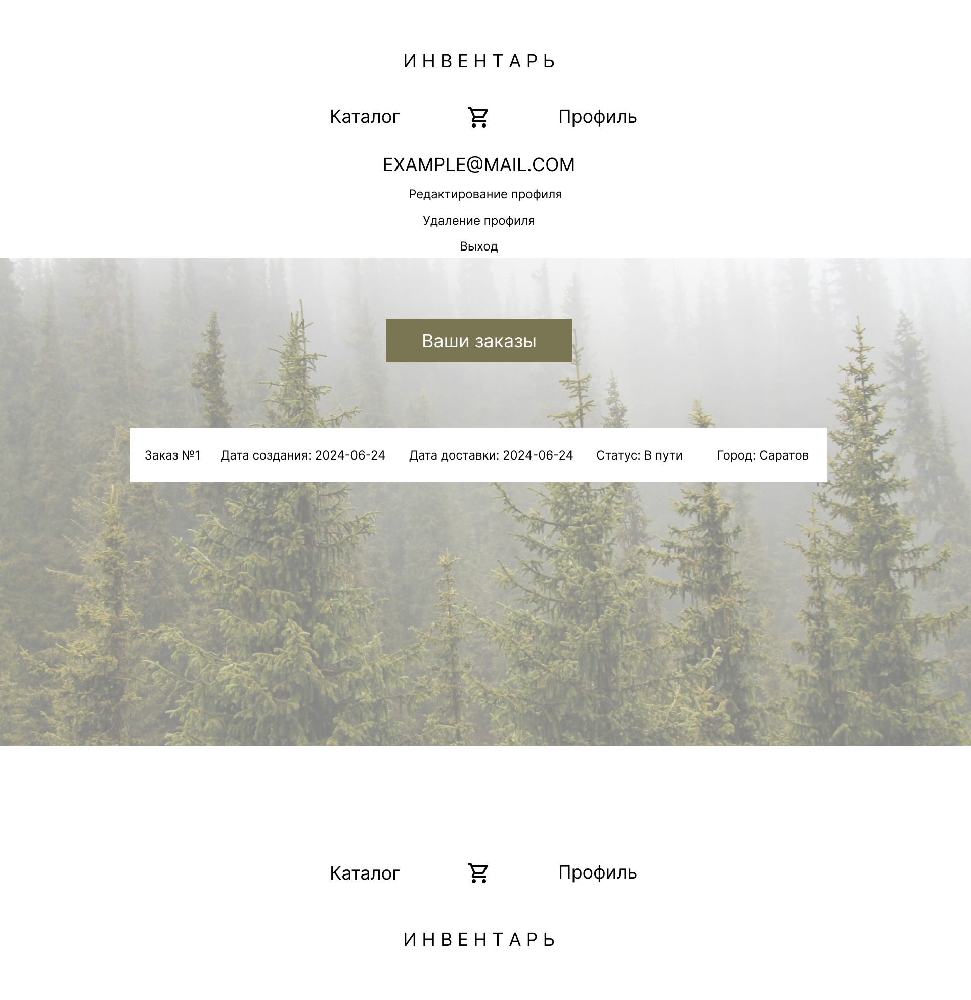 ИНВЕНТАРЬ
Каталог Профиль
EXAMPLE@MAIL.COM
Редактирование профиля
Удаление профиля
Выход
Ваши заказы
Заказ №1 Дата создания: 2024-06-24 Дата доставки: 2024-06-24 Статус: В пути Город: Саратов
Каталог Профиль
ИНВЕНТАРЬ